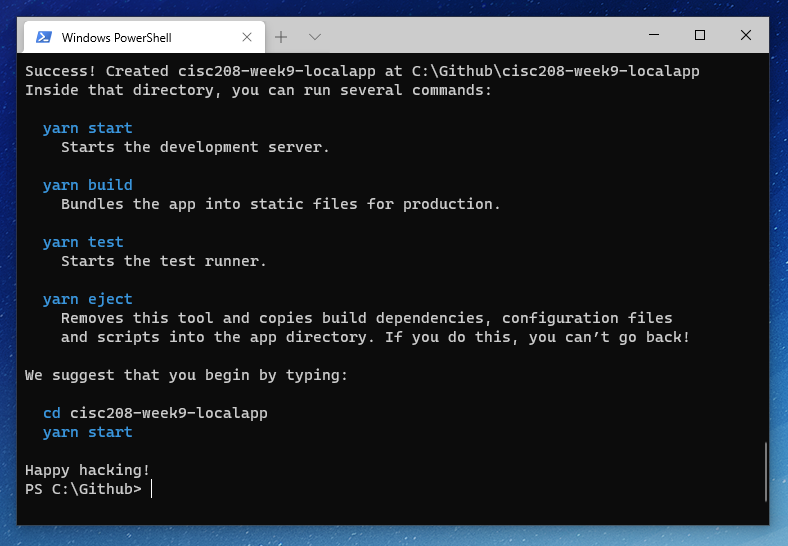 Windows PowerShell
Success! Created cisc208-week9-localapp at C:\Github\cisc208-week9-localapp
Inside that directory, you can run several commands:
yarn start
Starts the development server.
yarn build
Bundles the app into static files for production.
yarn test
Starts the test runner.
yarn eject
Removes this tool and copies build dependencies, configuration files
and scripts into the app directory. If you do this, you can’t go back!
We suggest that you begin by typing:
cd cisc208-week9-localapp
yarn start
Happy hacking!
PS C:\Github>